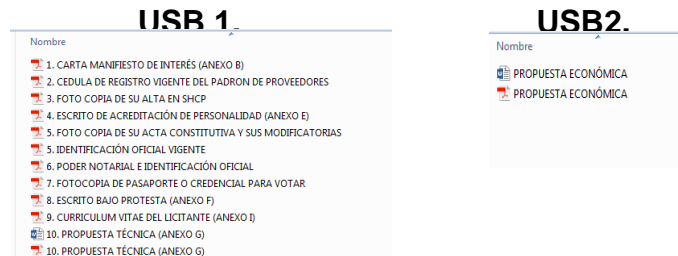 USB 1.
Nombre
1. CARTA MANIFIESTO DE INTERÉS (ANEXO B)
2. CEDULA DE REGISTRO VIGENTE DEL PADRON DE PROVEEDORES
3. FOTO COPIA DE SU ALTA EN SHCP
4. ESCRITO DE ACREDITACIÓN DE PERSONALIDAD (ANEXO E)
5. FOTO COPIA DE SU ACTA CONSTITUTIVA Y SUS MODIFICATORIAS
5. IDENTIFICACIÓN OFICIAL VIGENTE
6. PODER NOTARIAL E IDENTIFICACIÓN OFICIAL
7. FOTOCOPIA DE PASAPORTE O CREDENCIAL PARA VOTAR
8. ESCRITO BAJO PROTESTA (ANEXO F)
9. CURRICULUM VITAE DEL LICITANTE (ANEXO I)
10. PROPUESTA TÉCNICA (ANEXO G)
10. PROPUESTA TÉCNICA (ANEXO G)
USB2.
Nombre
PROPUESTA ECONÓMICA
PROPUESTA ECONÓMICA